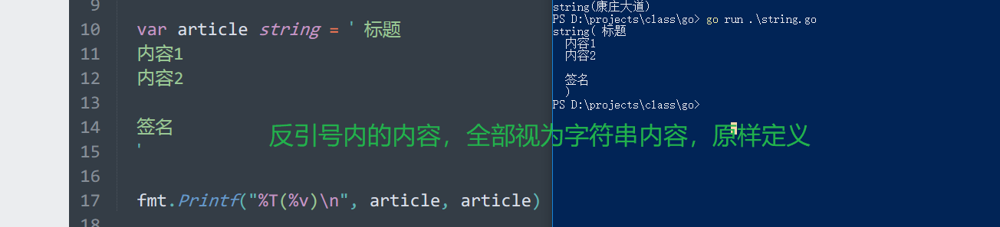 9
10 var article string = ` 标题
11 内容1
12 内容2
13
14 签名
15 `
16
17 fmt.Printf("%T(%v)\n", article, article)
18
反引号内的内容，全部视为字符串内容，原样定义
string(康庄大道)
PS D:\projects\class\go> go run .\string.go
string( 标题
内容1
内容2
签名
)
PS D:\projects\class\go>